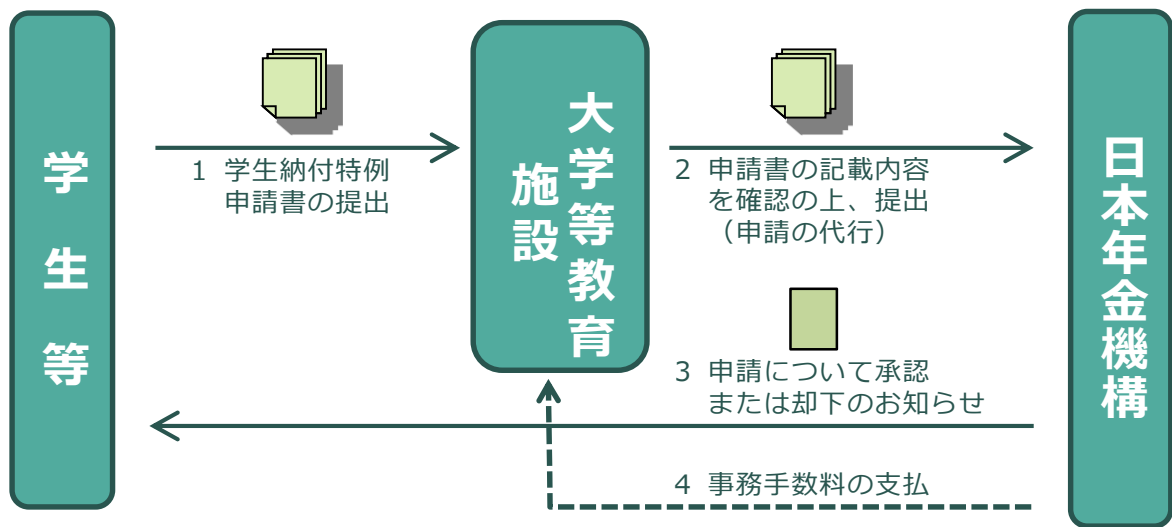 学生等
1 学生納付特例
申請書の提出
大学等教育
施設
2 申請書の記載内容
を確認の上、提出
（申請の代行）
3 申請について承認
または却下のお知らせ
4 事務手数料の支払
日本年金機構